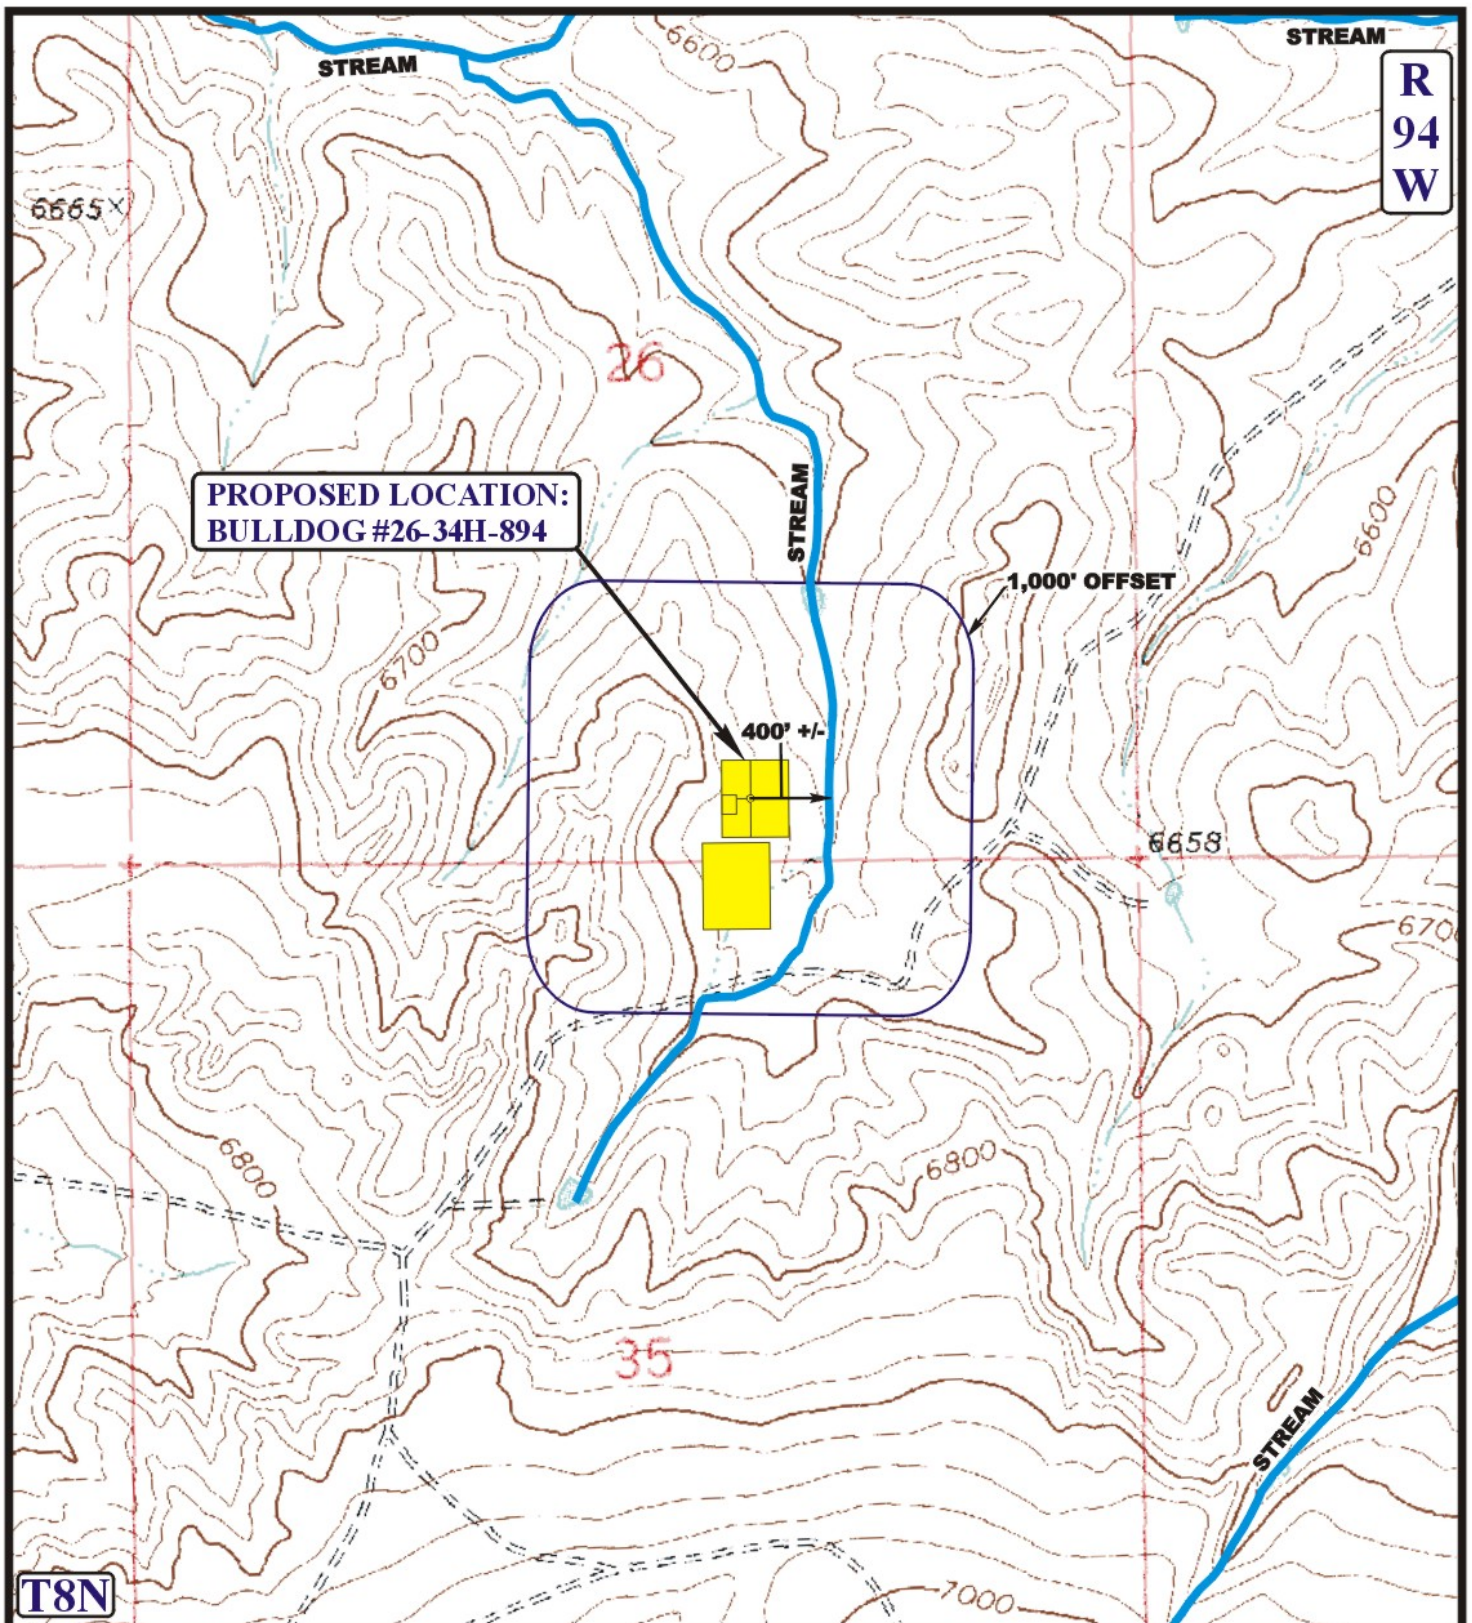 6600
STREAM
STREAM
R
94
W
6665
26
PROPOSED LOCATION:
BULLDOG #26-34H-894
STREAM
6600
1,000' OFFSET
6700
400' +/-
6658
6700
6800
6800
35
STREAM
T8N
7000